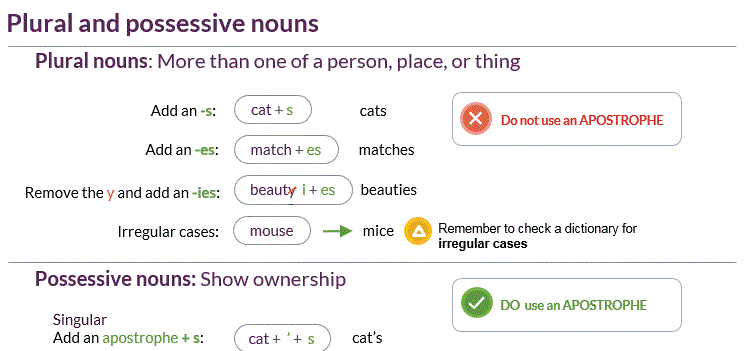 Plural and possessive nouns
Plural nouns: More than one of a person, place, or thing
Add an -s: cat + s cats
Do not use an APOSTROPHE
Add an -es: match + es matches
Remove the y and add an -ies: beauty i + es beauties
Irregular cases: mouse mice Remember to check a dictionary for
irregular cases
Possessive nouns: Show ownership
DO use an APOSTROPHE
Singular
Add an apostrophe + s: cat + ’ + s cat’s